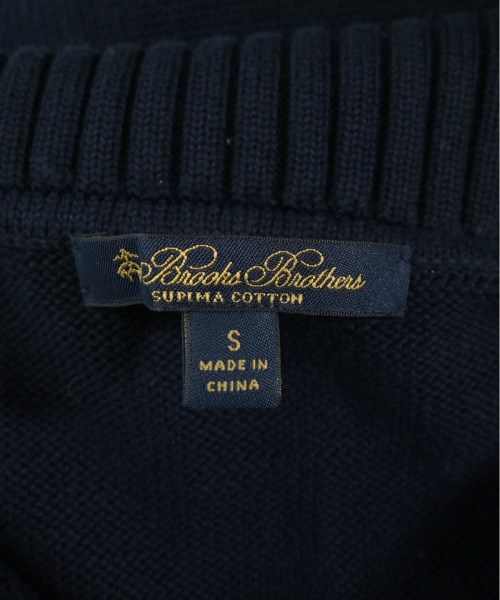 Brooks Brothers
SUPIMA COTTON
S
MADE IN
CHINA